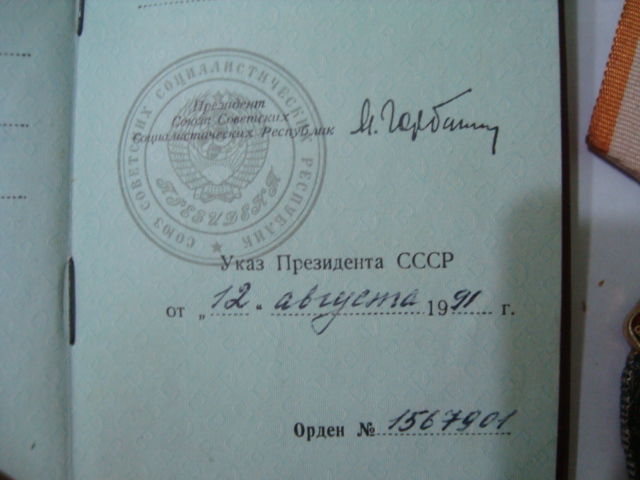 СОЮЗ СОВЕТСКИХ СОЦИАЛИСТИЧЕСКИХ РЕСПУБЛИК
Президент
Союза Советских
Социалистических Республик
М. Горбачев
ПРЕЗИДЕНТ
Указ Президента СССР
от „12“ августа 1991 г.
Орден № 1567901